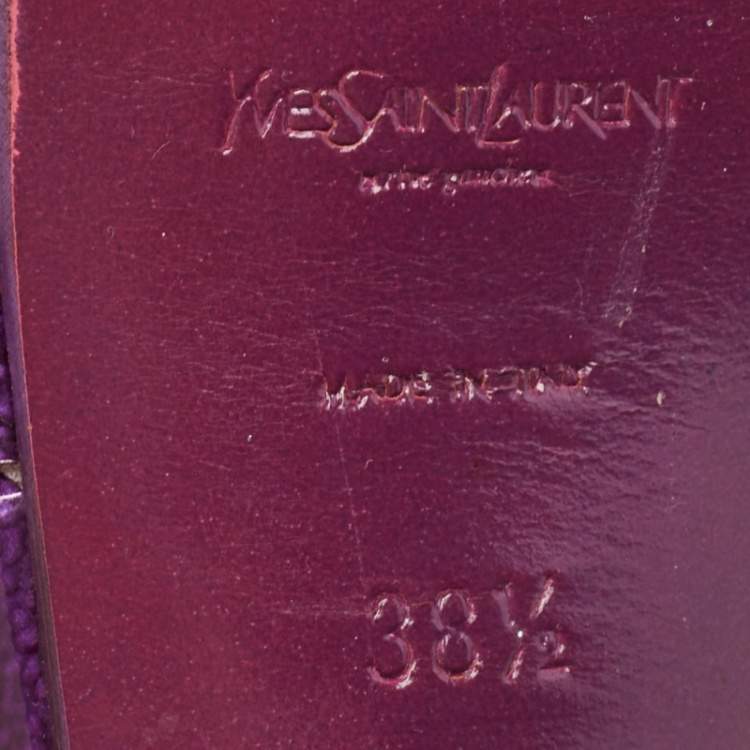 YVESSAINTLAURENT
rive gauche
MADE IN ITALY
38½